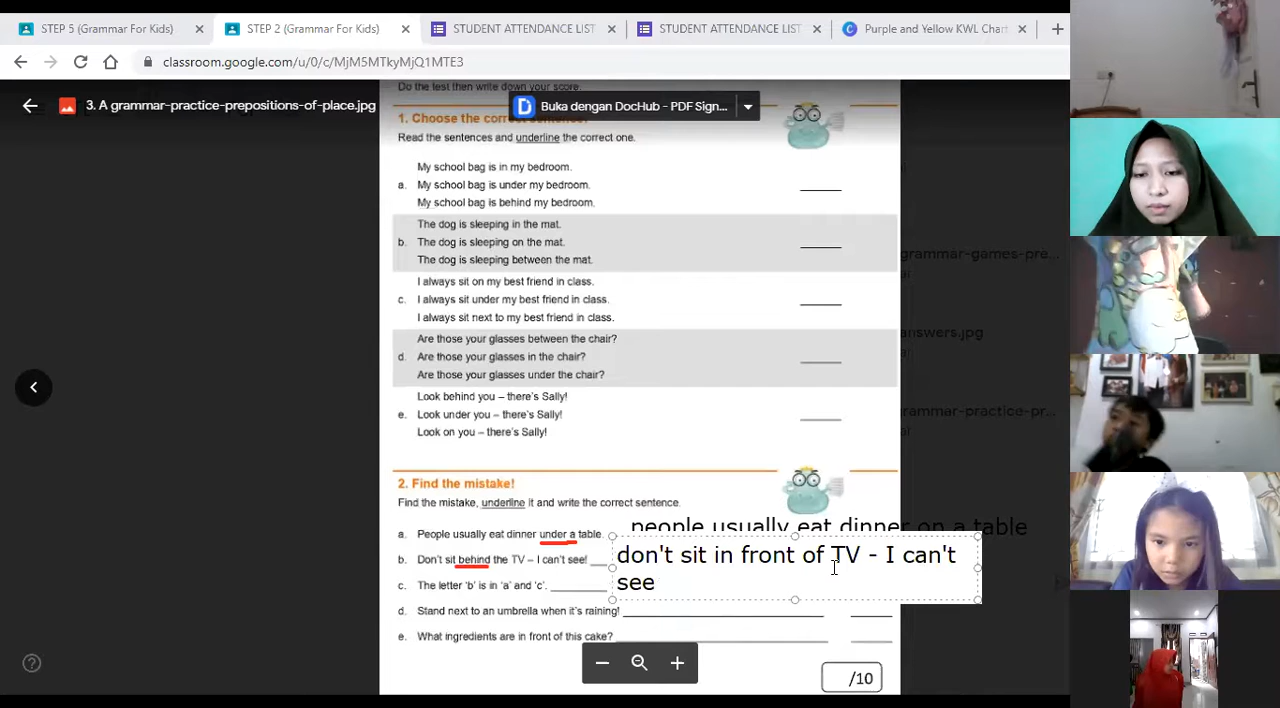 STEP 5 (Grammar For Kids)
STEP 2 (Grammar For Kids)
STUDENT ATTENDANCE LIST
STUDENT ATTENDANCE LIST
Purple and Yellow KWL Chart
classroom.google.com/u/0/c/MjM5MTkyMjQ1MTE3
Do the test then write down your score.
3. A grammar-practice-prepositions-of-place.jpg
Buka dengan DocHub - PDF Sign...
1. Choose the correct sentence!
Read the sentences and underline the correct one.
My school bag is in my bedroom.
a. My school bag is under my bedroom.
My school bag is behind my bedroom.
The dog is sleeping in the mat.
b. The dog is sleeping on the mat.
The dog is sleeping between the mat.
grammar-games-pre...
I always sit on my best friend in class.
c. I always sit under my best friend in class.
I always sit next to my best friend in class.
answers.jpg
Are those your glasses between the chair?
d. Are those your glasses in the chair?
Are those your glasses under the chair?
Look behind you – there's Sally!
e. Look under you – there's Sally!
Look on you – there's Sally!
grammar-practice-pr...
2. Find the mistake!
Find the mistake, underline it and write the correct sentence.
a. People usually eat dinner under a table.
people usually eat dinner on a table
b. Don't sit behind the TV – I can't see!
don't sit in front of TV - I can't
see
c. The letter 'b' is in 'a' and 'c'.
d. Stand next to an umbrella when it's raining!
e. What ingredients are in front of this cake?
/10